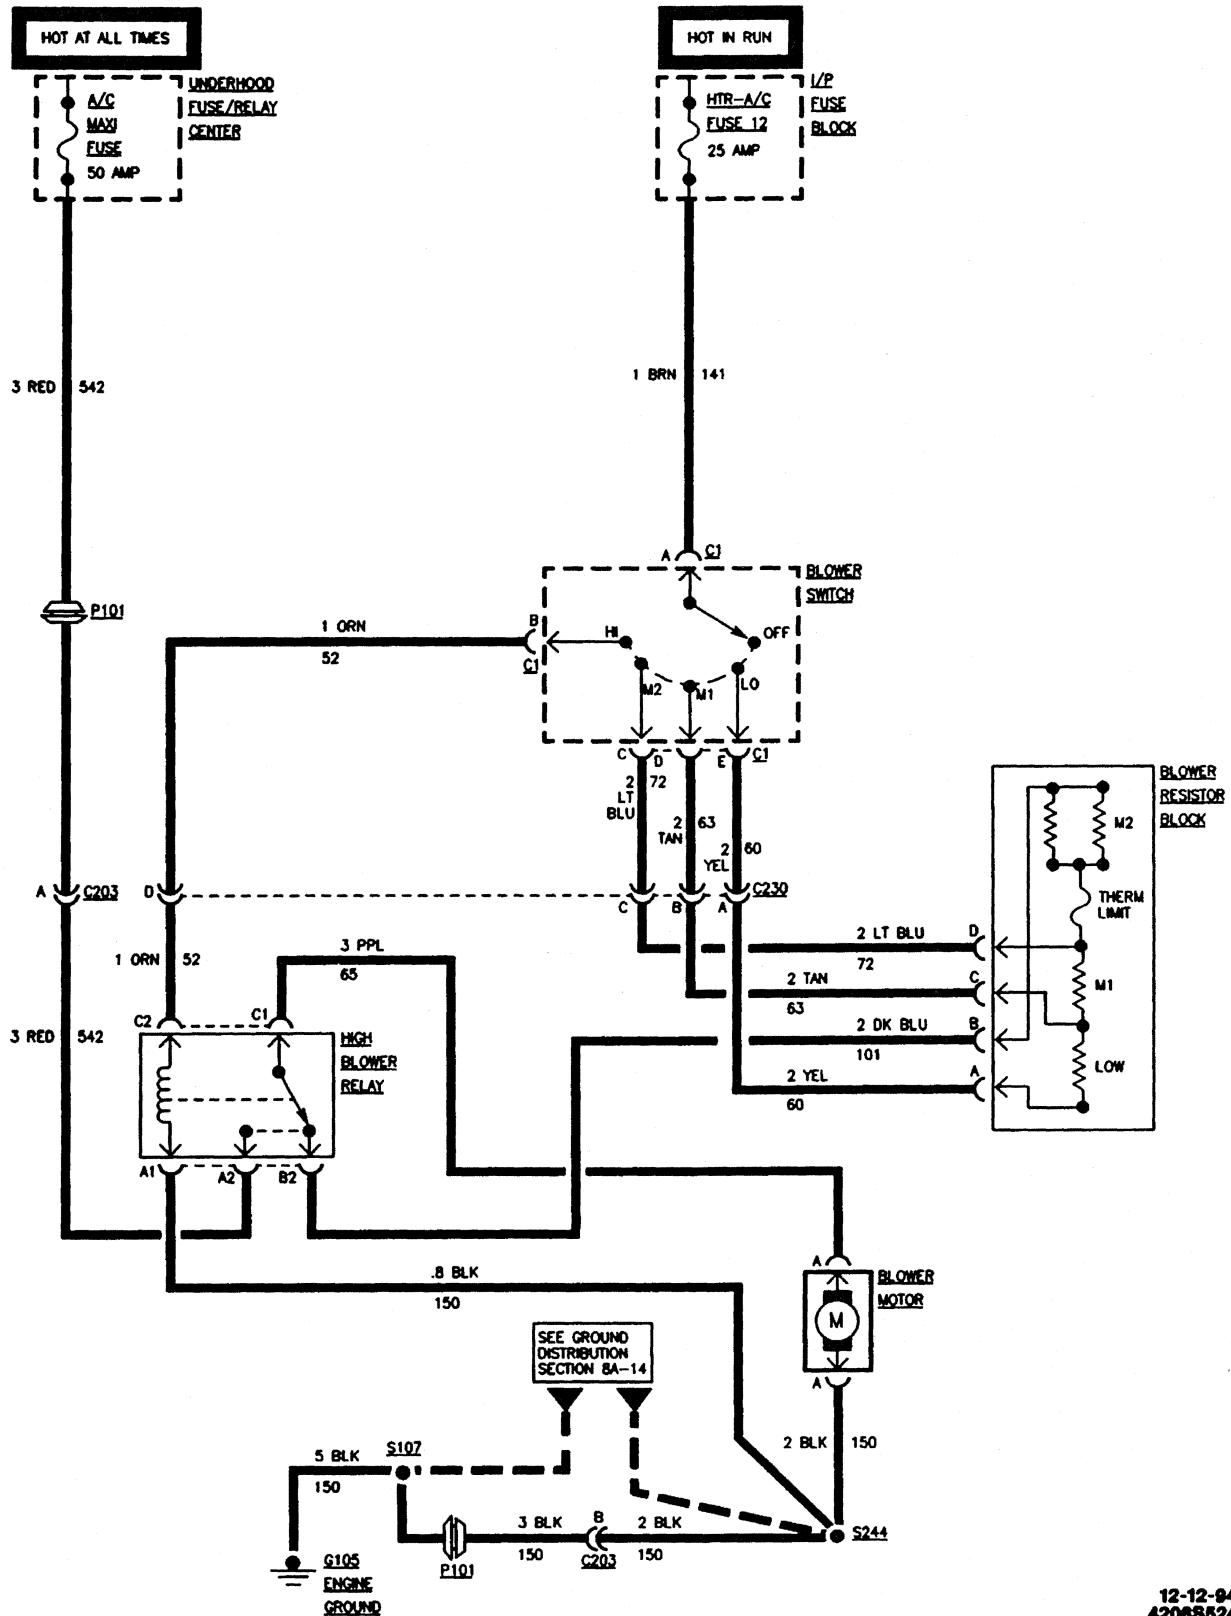 HOT AT ALL TIMES
HOT IN RUN
A/C
MAXI
FUSE
50 AMP
UNDERHOOD
FUSE/RELAY
CENTER
HTR-A/C
FUSE 12
25 AMP
I/P
FUSE
BLOCK
3 RED 542
1 BRN 141
P101
A C1
BLOWER
SWITCH
B
C1
HI
OFF
M2
M1
LO
1 ORN
52
C D E C1
2 72
LT
BLU
2 63
TAN
2 60
YEL
BLOWER
RESISTOR
BLOCK
M2
THERM
LIMIT
M1
LOW
A C203
D
C B A C230
2 LT BLU D
72
2 TAN C
63
2 DK BLU B
101
2 YEL A
60
1 ORN 52
3 PPL
65
3 RED 542
C2 C1
HIGH
BLOWER
RELAY
A1 A2 B2
.8 BLK
150
A
BLOWER
MOTOR
M
A
SEE GROUND
DISTRIBUTION
SECTION 8A-14
2 BLK 150
S107
5 BLK
150
3 BLK B 2 BLK
150 C203 150
P101
S244
G105
ENGINE
GROUND
12-12-94